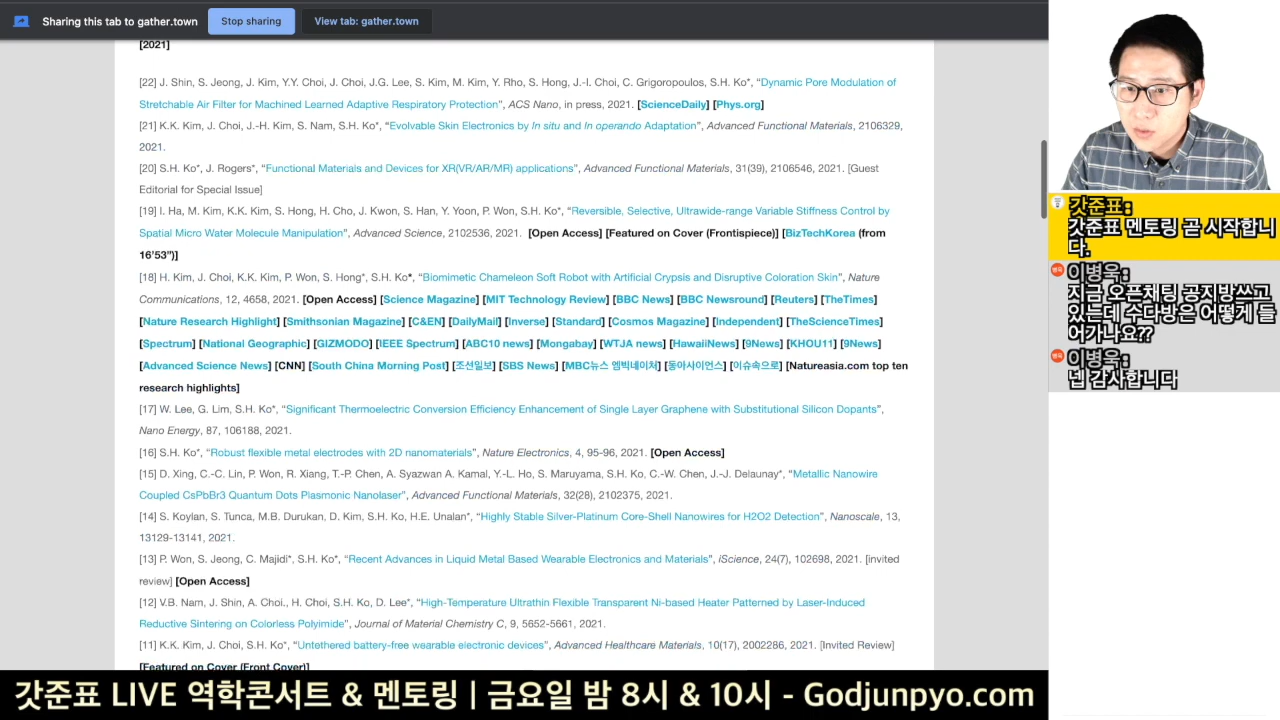 Sharing this tab to gather.town
Stop sharing
View tab: gather.town
[2021]
[22] J. Shin, S. Jeong, J. Kim, Y.Y. Choi, J. Choi, J.G. Lee, S. Kim, M. Kim, Y. Rho, S. Hong, J.-I. Choi, C. Grigoropoulos, S.H. Ko*, “Dynamic Pore Modulation of
Stretchable Air Filter for Machined Learned Adaptive Respiratory Protection”, ACS Nano, in press, 2021. [ScienceDaily] [Phys.org]
[21] K.K. Kim, J. Choi, J.-H. Kim, S. Nam, S.H. Ko*, “Evolvable Skin Electronics by In situ and In operando Adaptation”, Advanced Functional Materials, 2106329,
2021.
[20] S.H. Ko*, J. Rogers*, “Functional Materials and Devices for XR(VR/AR/MR) applications”, Advanced Functional Materials, 31(39), 2106546, 2021. [Guest
Editorial for Special Issue]
[19] I. Ha, M. Kim, K.K. Kim, S. Hong, H. Cho, J. Kwon, S. Han, Y. Yoon, P. Won, S.H. Ko*, “Reversible, Selective, Ultrawide-range Variable Stiffness Control by
Spatial Micro Water Molecule Manipulation”, Advanced Science, 2102536, 2021. [Open Access] [Featured on Cover (Frontispiece)] [BizTechKorea (from
16’53”)]
[18] H. Kim, J. Choi, K.K. Kim, P. Won, S. Hong*, S.H. Ko*, “Biomimetic Chameleon Soft Robot with Artificial Crypsis and Disruptive Coloration Skin”, Nature
Communications, 12, 4658, 2021. [Open Access] [Science Magazine] [MIT Technology Review] [BBC News] [BBC Newsround] [Reuters] [TheTimes]
[Nature Research Highlight] [Smithsonian Magazine] [C&EN] [DailyMail] [Inverse] [Standard] [Cosmos Magazine] [Independent] [TheScienceTimes]
[Spectrum] [National Geographic] [GIZMODO] [IEEE Spectrum] [ABC10 news] [Mongabay] [WTJA news] [HawaiiNews] [9News] [KHOU11] [9News]
[Advanced Science News] [CNN] [South China Morning Post] [조선일보] [SBS News] [MBC뉴스 엠빅네이처] [동아사이언스] [이슈속으로] [Natureasia.com top ten
research highlights]
[17] W. Lee, G. Lim, S.H. Ko*, “Significant Thermoelectric Conversion Efficiency Enhancement of Single Layer Graphene with Substitutional Silicon Dopants”,
Nano Energy, 87, 106188, 2021.
[16] S.H. Ko*, “Robust flexible metal electrodes with 2D nanomaterials”, Nature Electronics, 4, 95-96, 2021. [Open Access]
[15] D. Xing, C.-C. Lin, P. Won, R. Xiang, T.-P. Chen, A. Syazwan A. Kamal, Y.-L. Ho, S. Maruyama, S.H. Ko, C.-W. Chen, J.-J. Delaunay*, “Metallic Nanowire
Coupled CsPbBr3 Quantum Dots Plasmonic Nanolaser”, Advanced Functional Materials, 32(28), 2102375, 2021.
[14] S. Koylan, S. Tunca, M.B. Durukan, D. Kim, S.H. Ko, H.E. Unalan*, “Highly Stable Silver-Platinum Core-Shell Nanowires for H2O2 Detection”, Nanoscale, 13,
13129-13141, 2021.
[13] P. Won, S. Jeong, C. Majidi*, S.H. Ko*, “Recent Advances in Liquid Metal Based Wearable Electronics and Materials”, iScience, 24(7), 102698, 2021. [invited
review] [Open Access]
[12] V.B. Nam, J. Shin, A. Choi., H. Choi, S.H. Ko, D. Lee*, “High-Temperature Ultrathin Flexible Transparent Ni-based Heater Patterned by Laser-Induced
Reductive Sintering on Colorless Polyimide”, Journal of Material Chemistry C, 9, 5652-5661, 2021.
[11] K.K. Kim, J. Choi, S.H. Ko*, “Untethered battery-free wearable electronic devices”, Advanced Healthcare Materials, 10(17), 2002286, 2021. [Invited Review]
[Featured on Cover (Front Cover)]
갓준표:
갓준표 멘토링 곧 시작합니
다.
이병욱:
지금 오픈채팅 공지방쓰고
있는데 수다방은 어떻게 들
어가나요??
이병욱:
넵 감사합니다
갓준표 LIVE 역학콘서트 & 멘토링 | 금요일 밤 8시 & 10시 - Godjunpyo.com